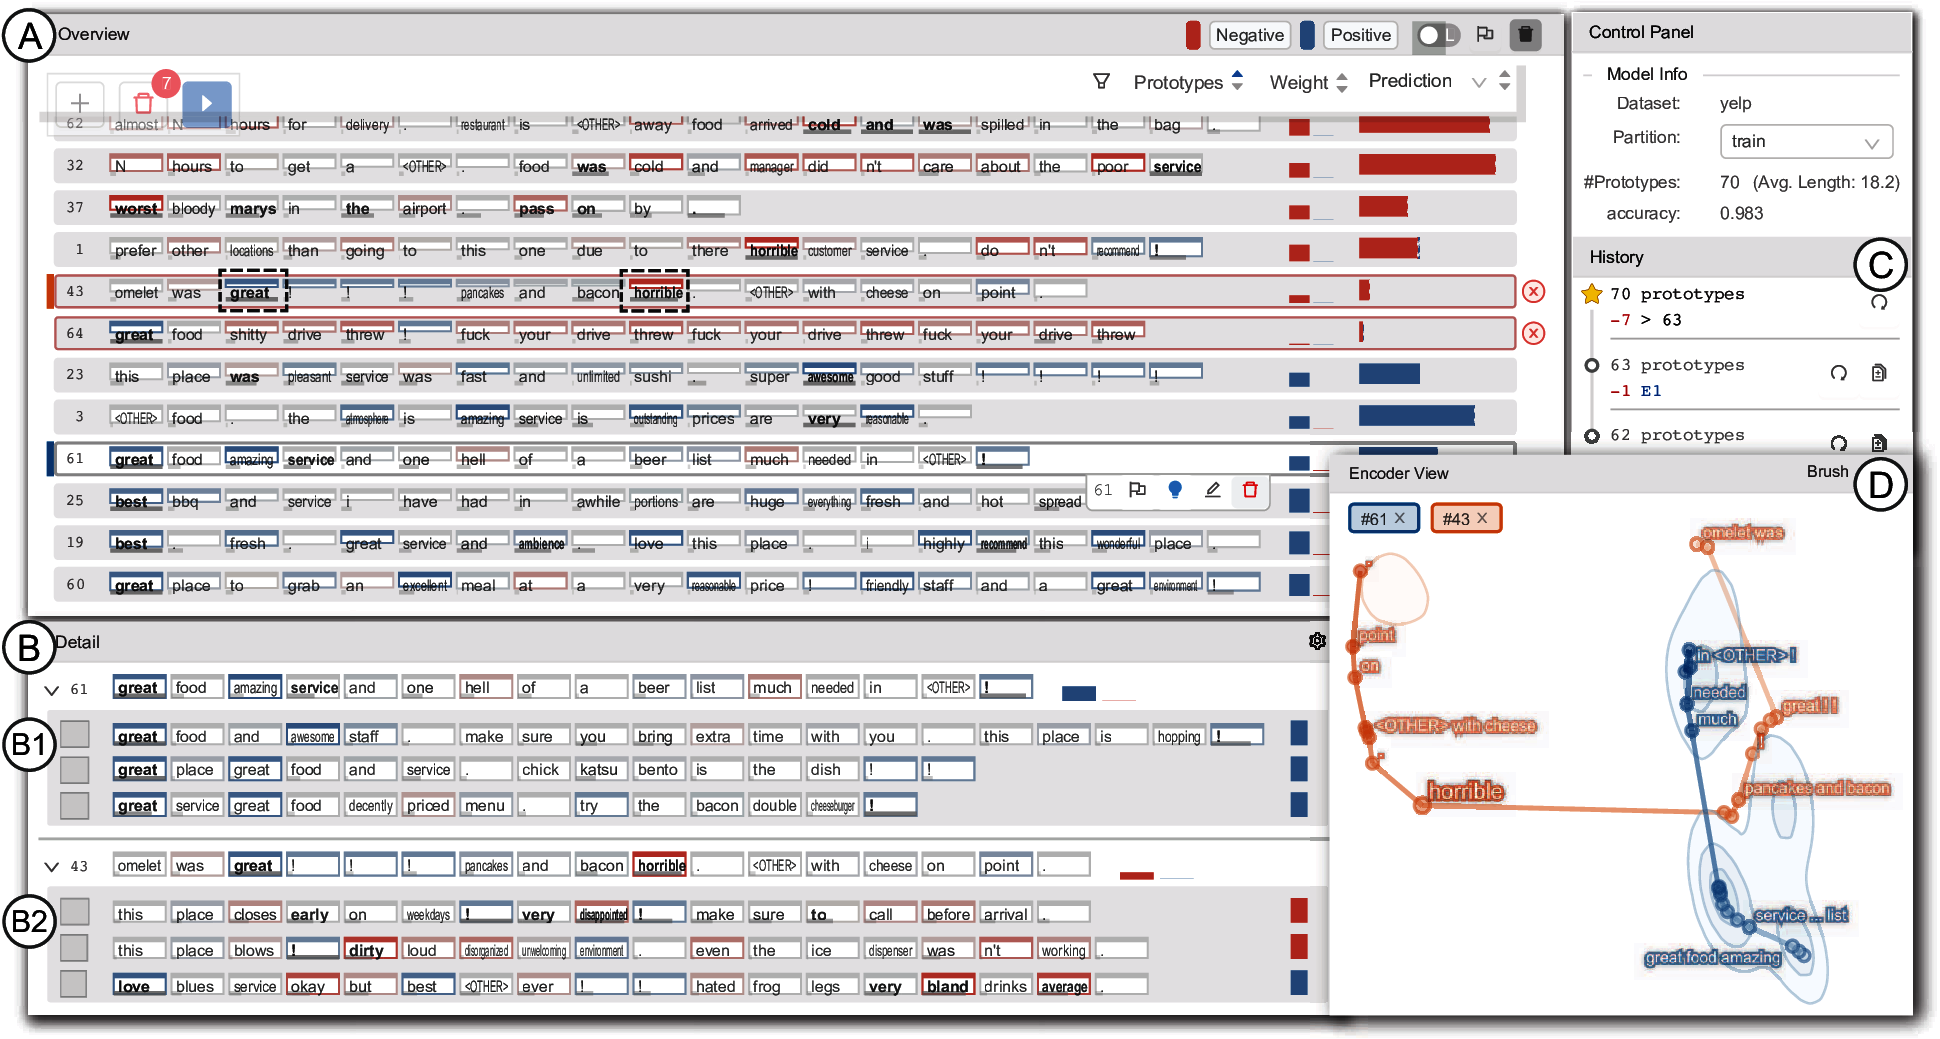 A Overview Negative Positive L
7 Prototypes Weight Prediction
62 almost N hours for delivery . restaurant is <OTHER> away food arrived cold and was spilled in the bag .
32 N hours to get a <OTHER> . food was cold and manager did n't care about the poor service
37 worst bloody marys in the airport . pass on by .
1 prefer other locations than going to this one due to there horrible customer service . do n't recommend !
43 omelet was great ! ! ! pancakes and bacon horrible . <OTHER> with cheese on point .
64 great food shitty drive threw ! fuck your drive threw fuck your drive threw fuck your drive threw
23 this place was pleasant service was fast and unlimited sushi . super awesome good stuff ! ! ! !
3 <OTHER> food . the atmosphere is amazing service is outstanding prices are very reasonable .
61 great food amazing service and one hell of a beer list much needed in <OTHER> !
25 best bbq and service i have had in awhile portions are huge everything fresh and hot spread
61
19 best . fresh . great service and ambience . love this place . i highly recommend this wonderful place .
60 great place to grab an excellent meal at a very reasonable price ! friendly staff and a great environment !
B Detail
61 great food amazing service and one hell of a beer list much needed in <OTHER> !
B1
great food and awesome staff . make sure you bring extra time with you . this place is hopping !
great place great food and service . chick katsu bento is the dish ! !
great service great food decently priced menu . try the bacon double cheeseburger !
43 omelet was great ! ! ! pancakes and bacon horrible . <OTHER> with cheese on point .
B2
this place closes early on weekdays ! very disappointed ! make sure to call before arrival .
this place blows ! dirty loud disorganized unwelcoming environment . even the ice dispenser was n't working .
love blues service okay but best <OTHER> ever ! ! hated frog legs very bland drinks average .
Control Panel
Model Info
Dataset: yelp
Partition: train
#Prototypes: 70 (Avg. Length: 18.2)
accuracy: 0.983
History C
70 prototypes
-7 > 63
63 prototypes
-1 E1
62 prototypes
Encoder View Brush D
#61 X #43 X
omelet was
point
in <OTHER> !
on
needed
great ! !
much
<OTHER> with cheese
!
.
horrible
pancakes and bacon
service ... list
great food amazing